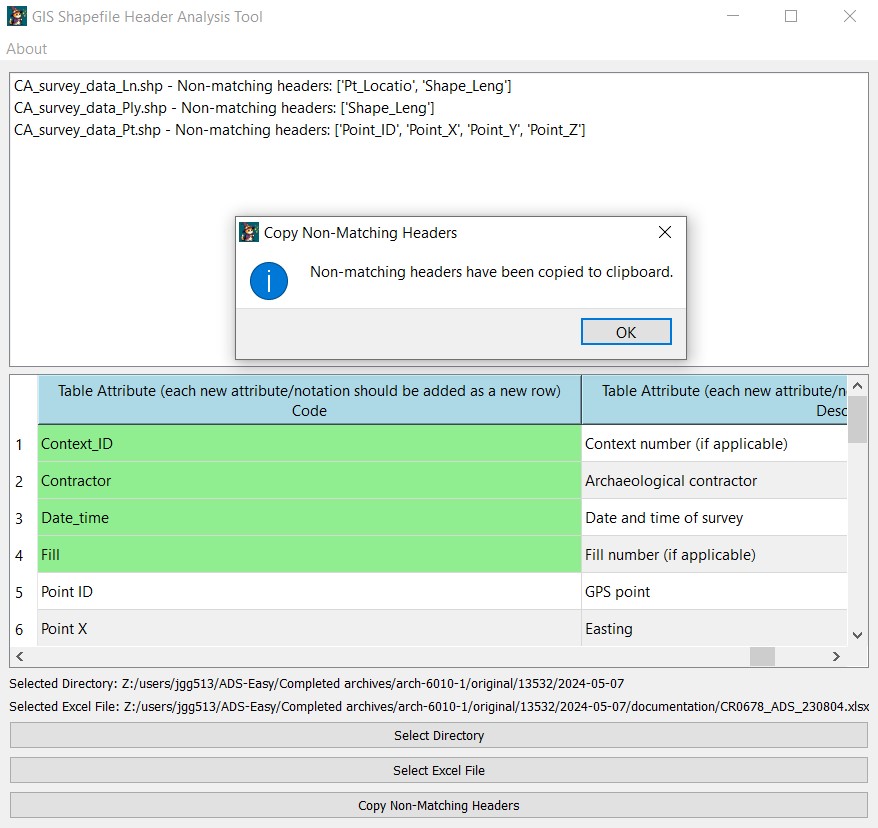 GIS Shapefile Header Analysis Tool
About
CA_survey_data_Ln.shp - Non-matching headers: ['Pt_Locatio', 'Shape_Leng']
CA_survey_data_Ply.shp - Non-matching headers: ['Shape_Leng']
CA_survey_data_Pt.shp - Non-matching headers: ['Point_ID', 'Point_X', 'Point_Y', 'Point_Z']
Copy Non-Matching Headers
Non-matching headers have been copied to clipboard.
OK
Table Attribute (each new attribute/notation should be added as a new row)
Code
Table Attribute (each new attribute/n
Desc
1 Context_ID Context number (if applicable)
2 Contractor Archaeological contractor
3 Date_time Date and time of survey
4 Fill Fill number (if applicable)
5 Point ID GPS point
6 Point X Easting
Selected Directory: Z:/users/jgg513/ADS-Easy/Completed archives/arch-6010-1/original/13532/2024-05-07
Selected Excel File: Z:/users/jgg513/ADS-Easy/Completed archives/arch-6010-1/original/13532/2024-05-07/documentation/CR0678_ADS_230804.xlsx
Select Directory
Select Excel File
Copy Non-Matching Headers